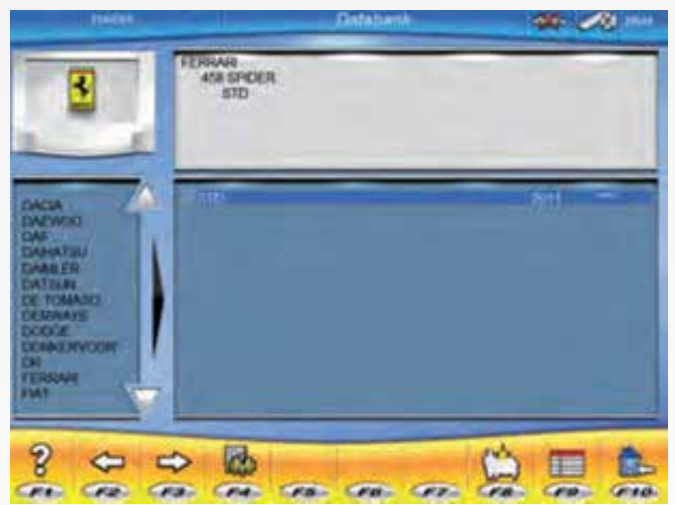 Databank
FERRARI
458 SPIDER
STD
STD 2011
DACIA
DAEWOO
DAF
DAIHATSU
DAIMLER
DATSUN
DE TOMASO
DERWAYS
DODGE
DONKERVOORT
DR
FERRARI
FIAT
?
F1 F2 F3 F4 F5 F6 F7 F8 F9 F10